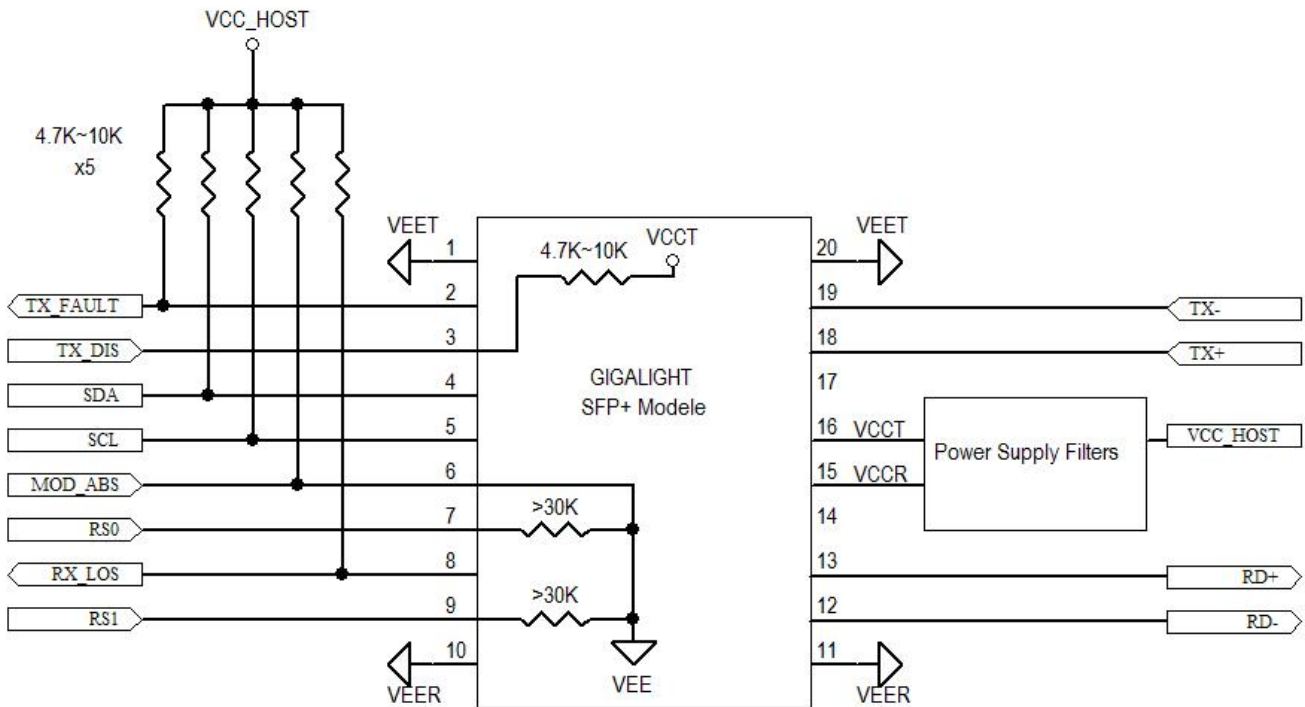 VCC_HOST
4.7K~10K
x5
VEET
1
4.7K~10K
VCCT
20
VEET
TX_FAULT
2
19
TX-
TX_DIS
3
18
TX+
SDA
4
GIGALIGHT
SFP+ Modele
17
SCL
5
16
VCCT
Power Supply Filters
VCC_HOST
MOD_ABS
6
15
VCCR
RS0
7
>30K
14
RX_LOS
8
13
RD+
RS1
9
>30K
12
RD-
10
VEER
VEE
11
VEER